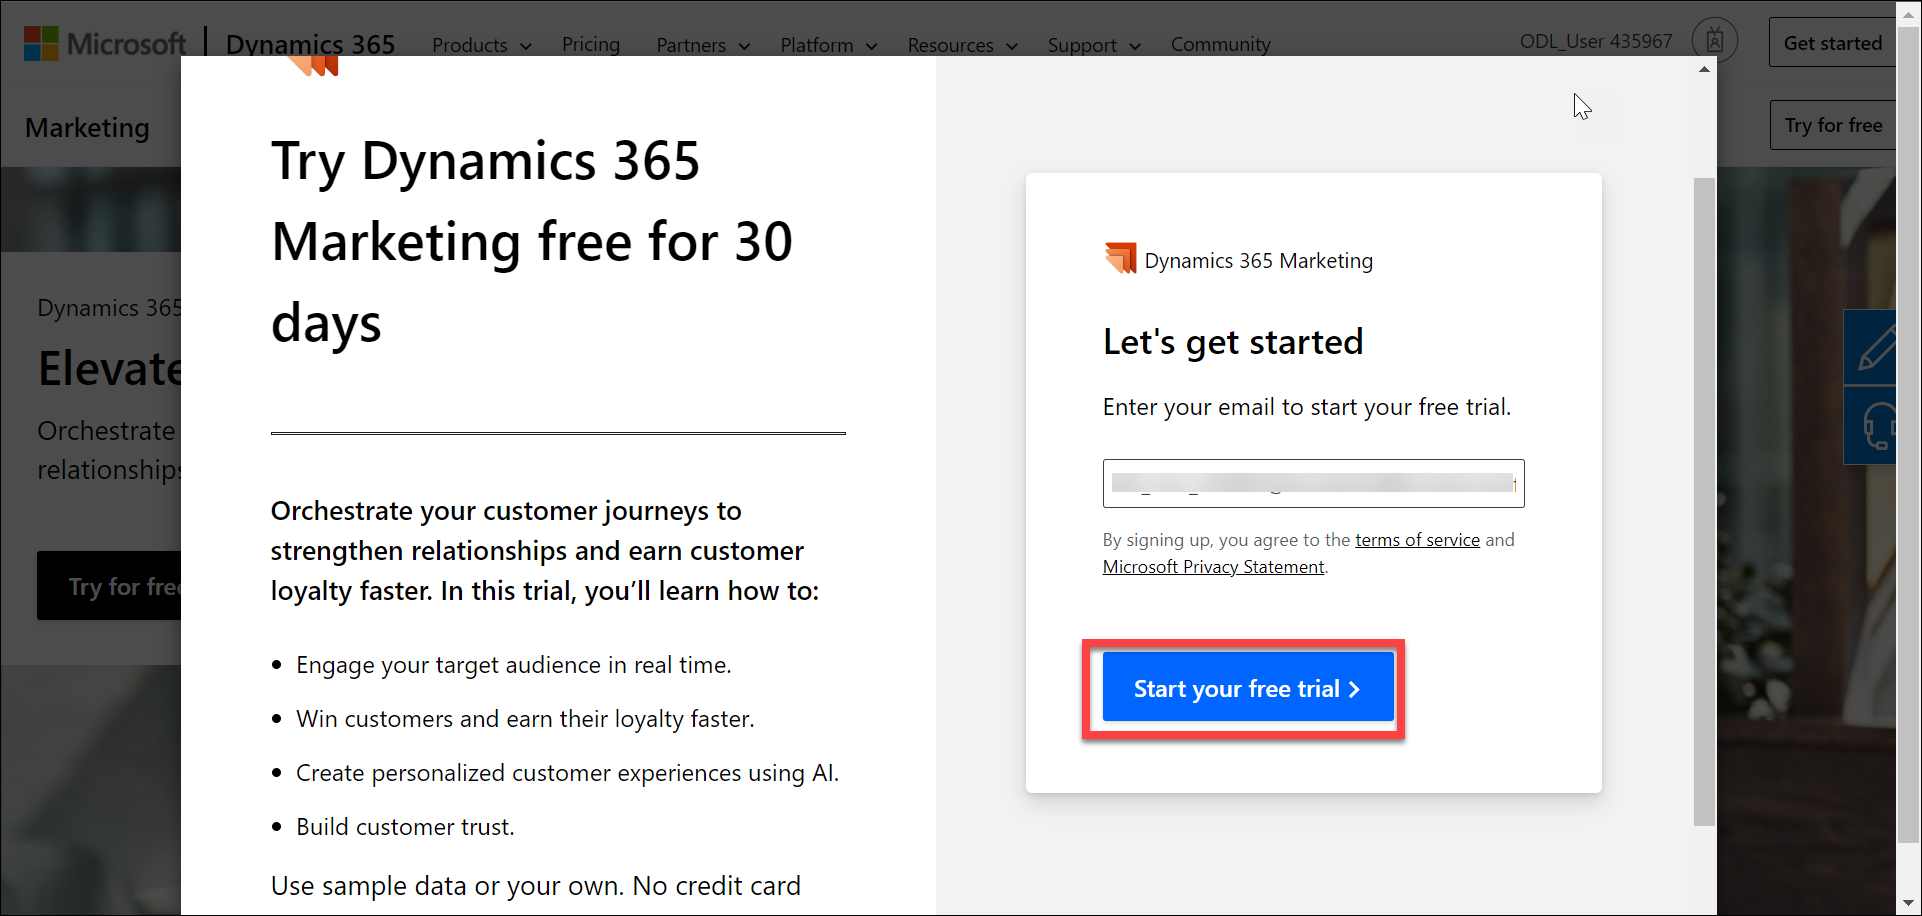 Microsoft
Dynamics 365
Products
Pricing
Partners
Platform
Resources
Support
Community
ODL_User 435967
Get started
Marketing
Try for free
Dynamics 365
Elevate
Orchestrate
relationships
Try for free
Try Dynamics 365
Marketing free for 30
days
Orchestrate your customer journeys to
strengthen relationships and earn customer
loyalty faster. In this trial, you’ll learn how to:
• Engage your target audience in real time.
• Win customers and earn their loyalty faster.
• Create personalized customer experiences using AI.
• Build customer trust.
Use sample data or your own. No credit card
Dynamics 365 Marketing
Let's get started
Enter your email to start your free trial.
By signing up, you agree to the terms of service and
Microsoft Privacy Statement.
Start your free trial >